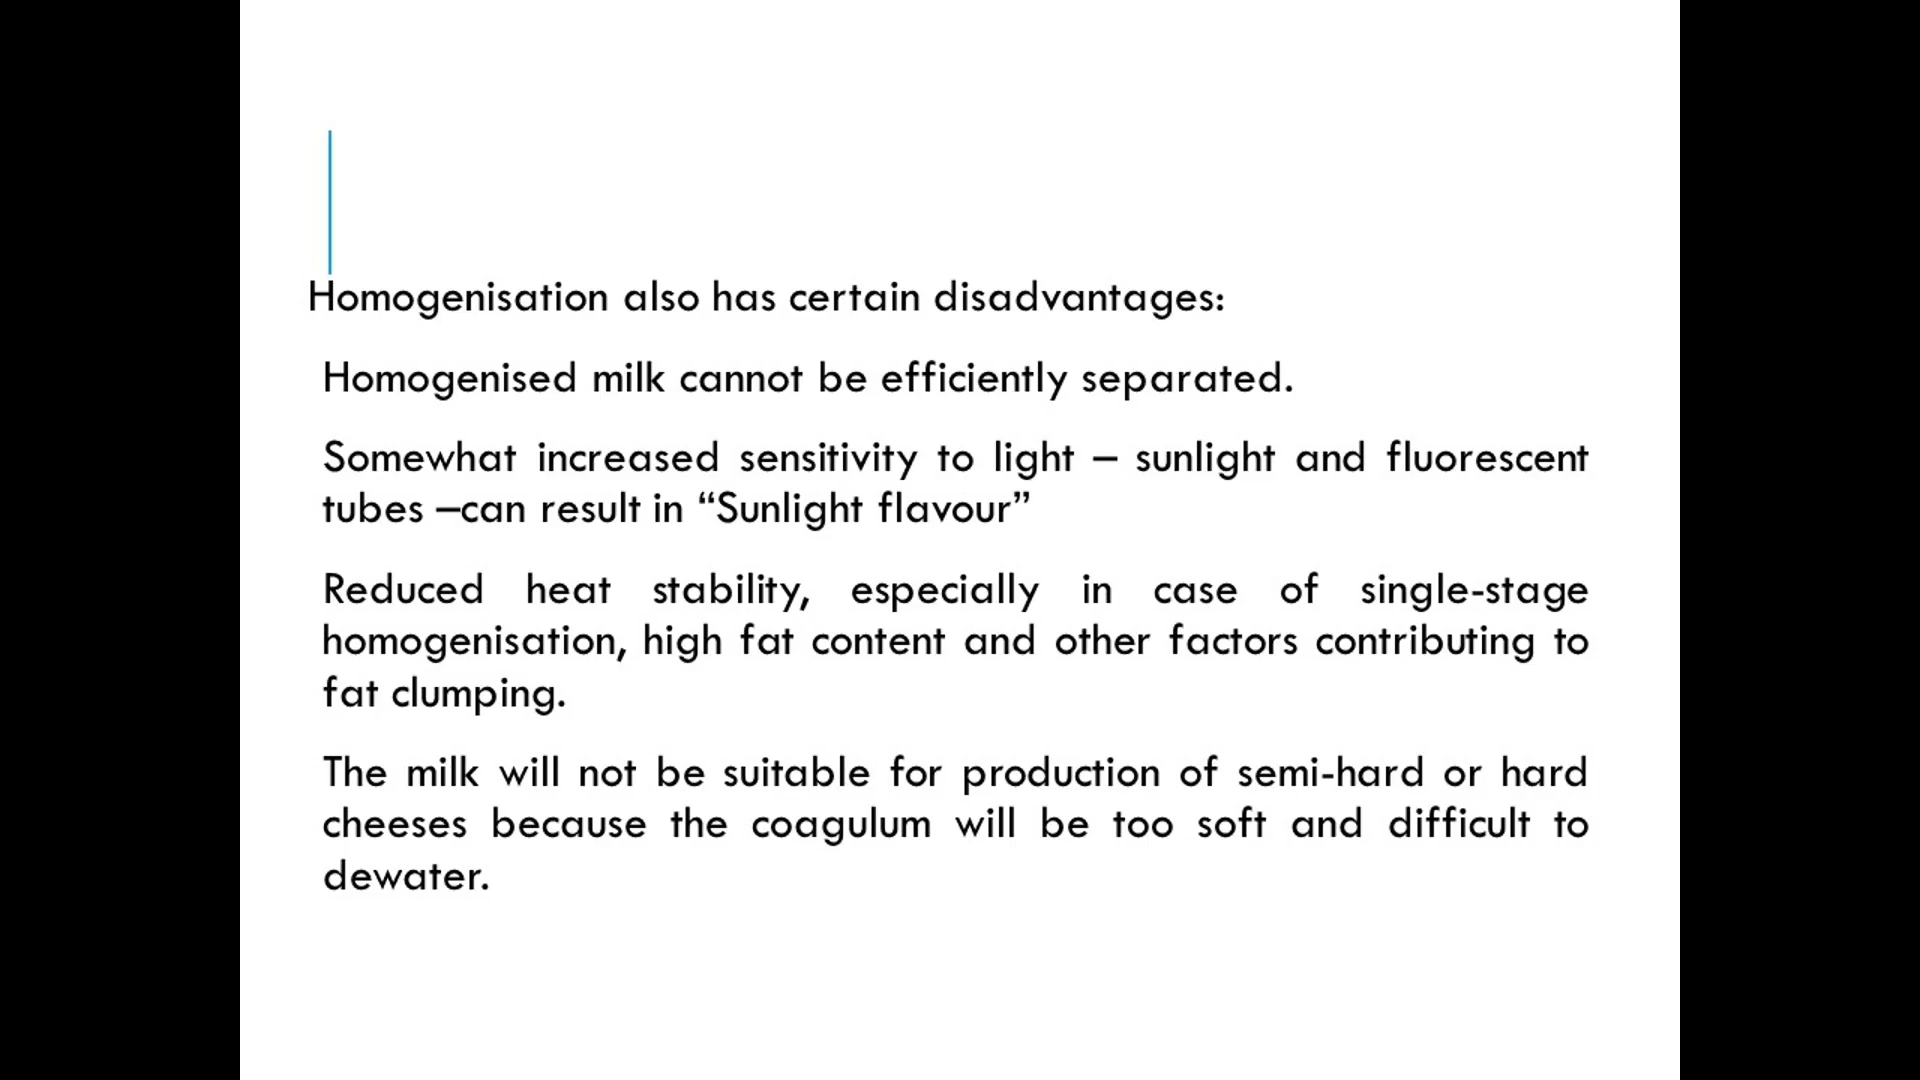 Homogenisation also has certain disadvantages:
Homogenised milk cannot be efficiently separated.
Somewhat increased sensitivity to light – sunlight and fluorescent
tubes –can result in “Sunlight flavour”
Reduced heat stability, especially in case of single-stage
homogenisation, high fat content and other factors contributing to
fat clumping.
The milk will not be suitable for production of semi-hard or hard
cheeses because the coagulum will be too soft and difficult to
dewater.